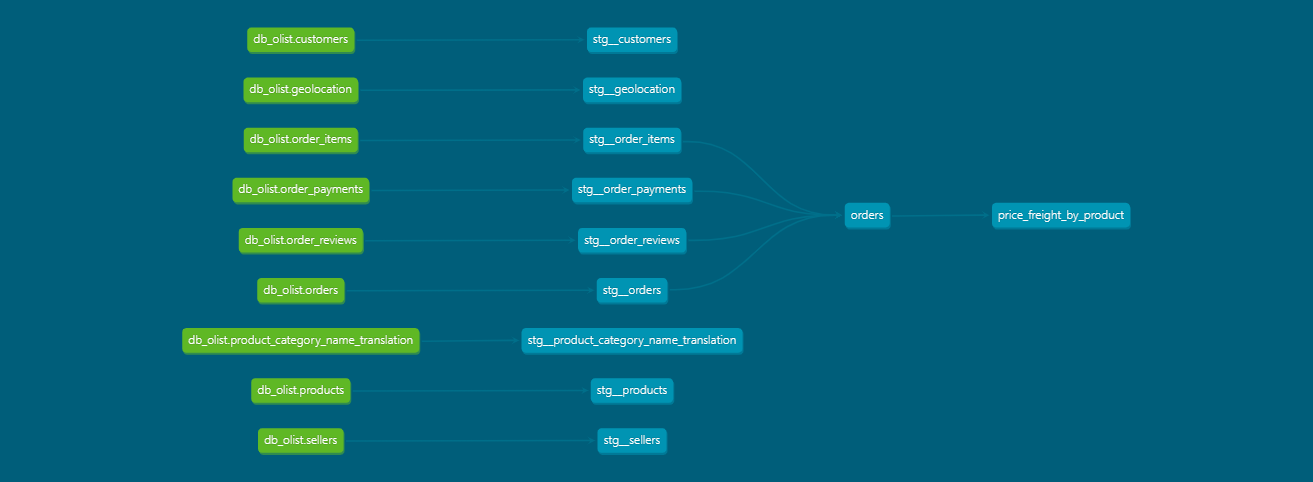 db_olist.customers
stg__customers
db_olist.geolocation
stg__geolocation
db_olist.order_items
stg__order_items
db_olist.order_payments
stg__order_payments
orders
price_freight_by_product
db_olist.order_reviews
stg__order_reviews
db_olist.orders
stg__orders
db_olist.product_category_name_translation
stg__product_category_name_translation
db_olist.products
stg__products
db_olist.sellers
stg__sellers